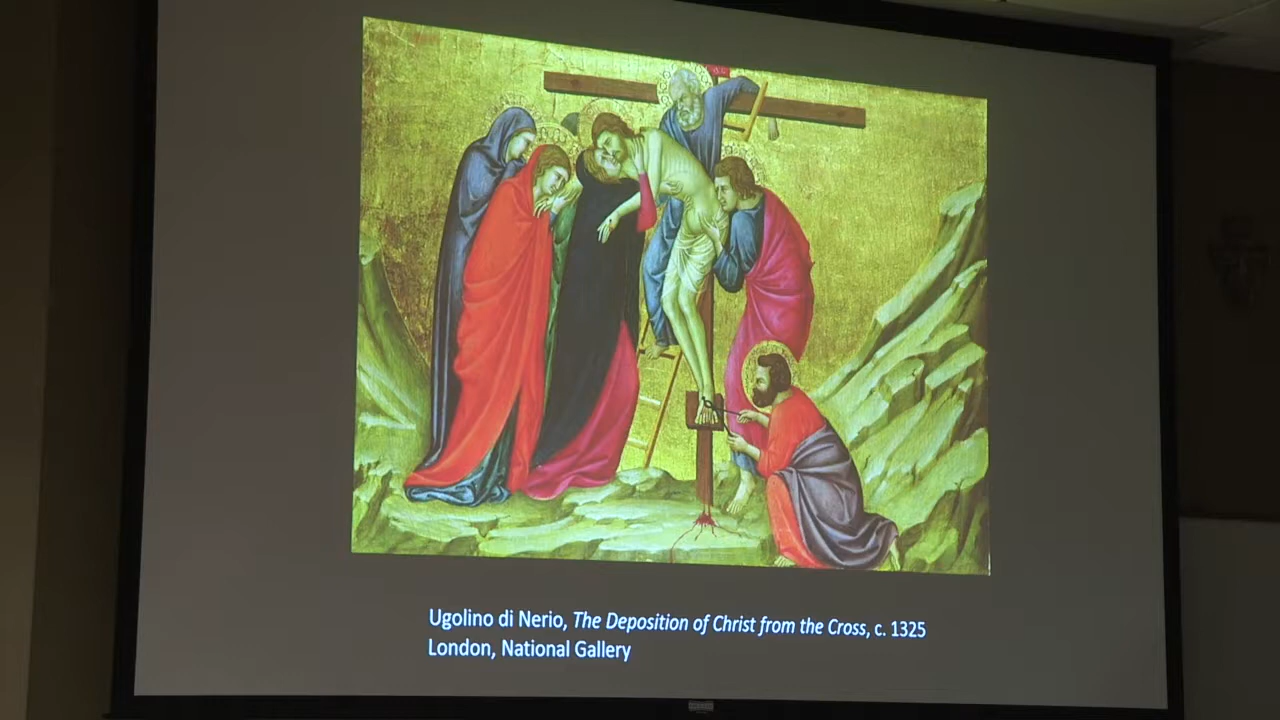 Ugolino di Nerio, The Deposition of Christ from the Cross, c. 1325
London, National Gallery